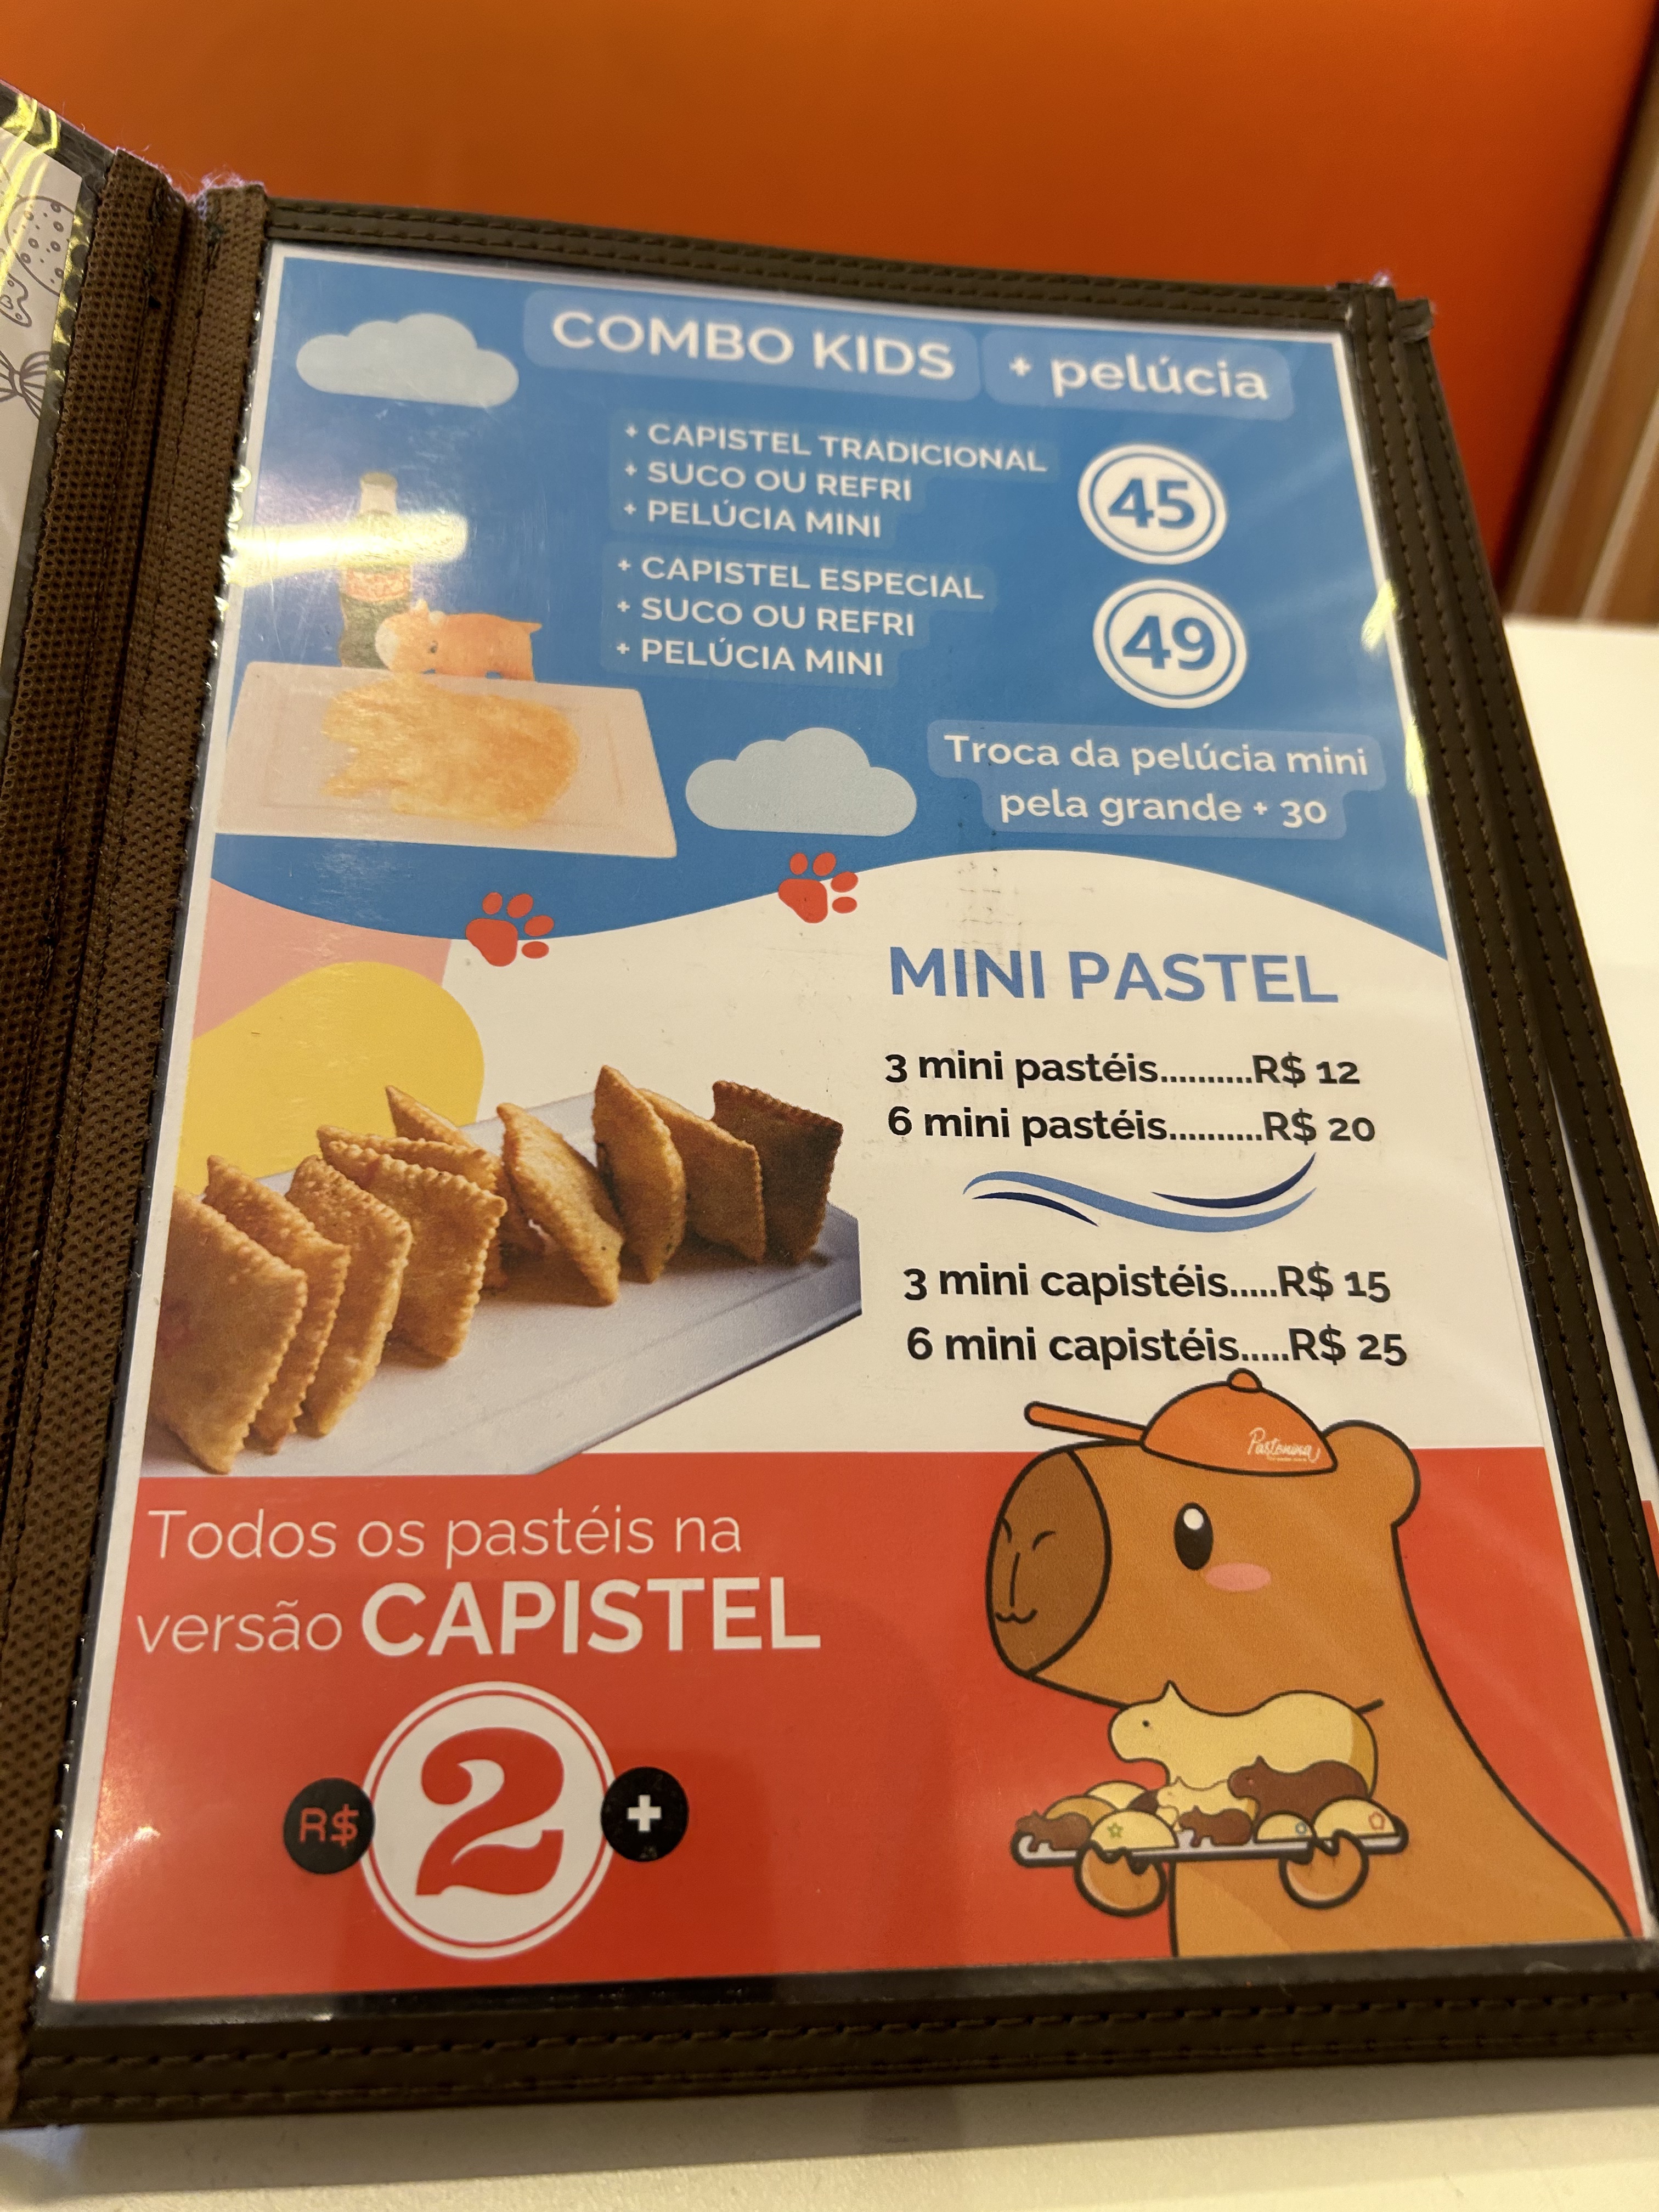 COMBO KIDS + pelúcia
+ CAPISTEL TRADICIONAL
+ SUCO OU REFRI
+ PELÚCIA MINI
45
+ CAPISTEL ESPECIAL
+ SUCO OU REFRI
+ PELÚCIA MINI
49
Troca da pelúcia mini
pela grande + 30
MINI PASTEL
3 mini pastéis..........R$ 12
6 mini pastéis..........R$ 20
3 mini capistéis.....R$ 15
6 mini capistéis.....R$ 25
Todos os pastéis na
versão CAPISTEL
R$ 2 +